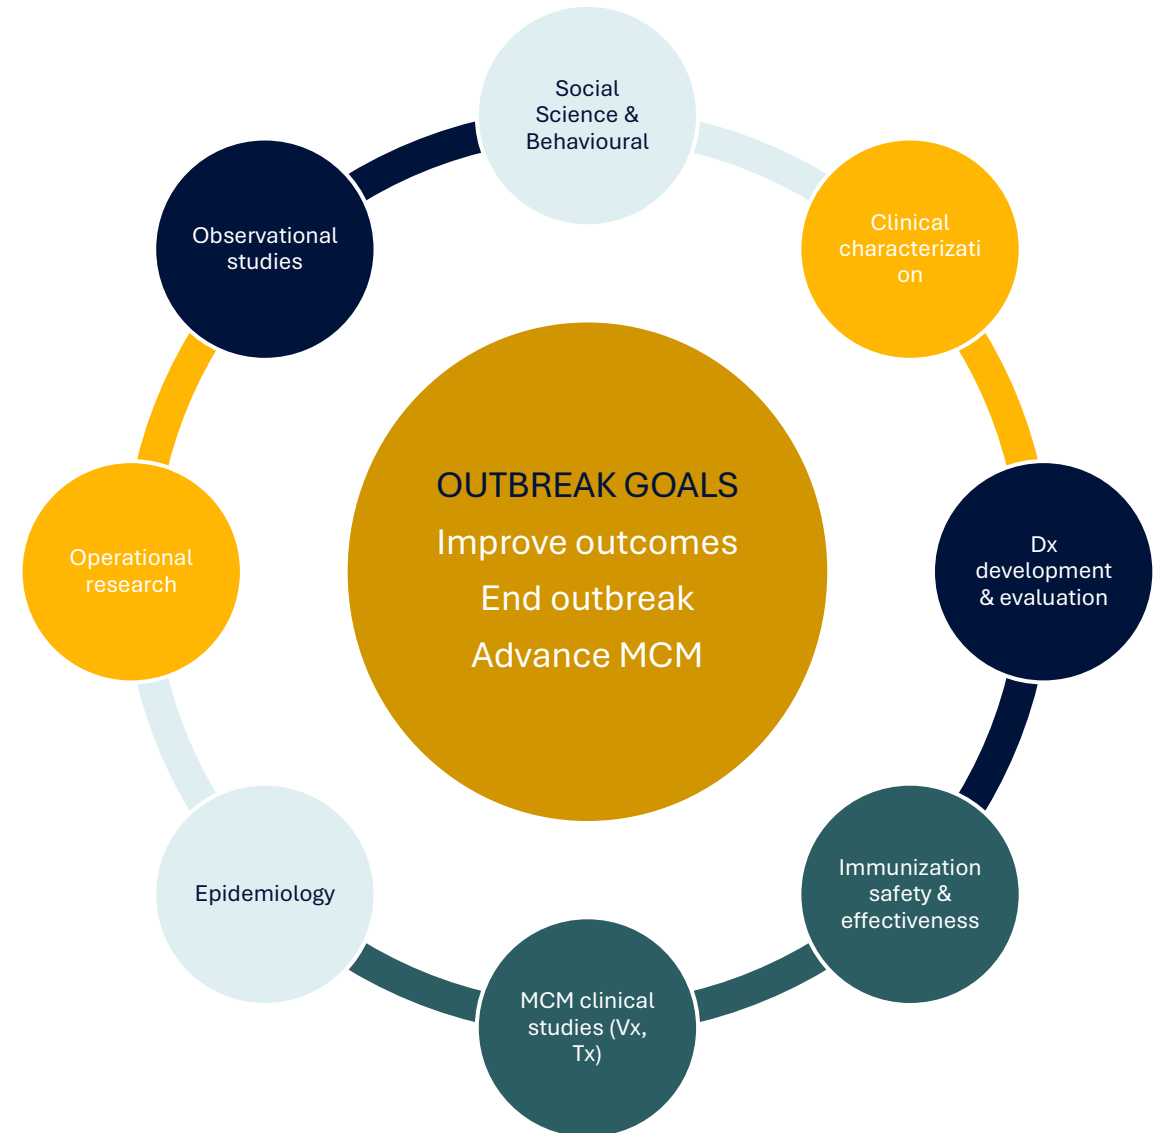 Social
Science &
Behavioural
Clinical
characterizati
on
Dx
development
& evaluation
Immunization
safety &
effectiveness
MCM clinical
studies (Vx,
Tx)
Epidemiology
Operational
research
Observational
studies
OUTBREAK GOALS
Improve outcomes
End outbreak
Advance MCM